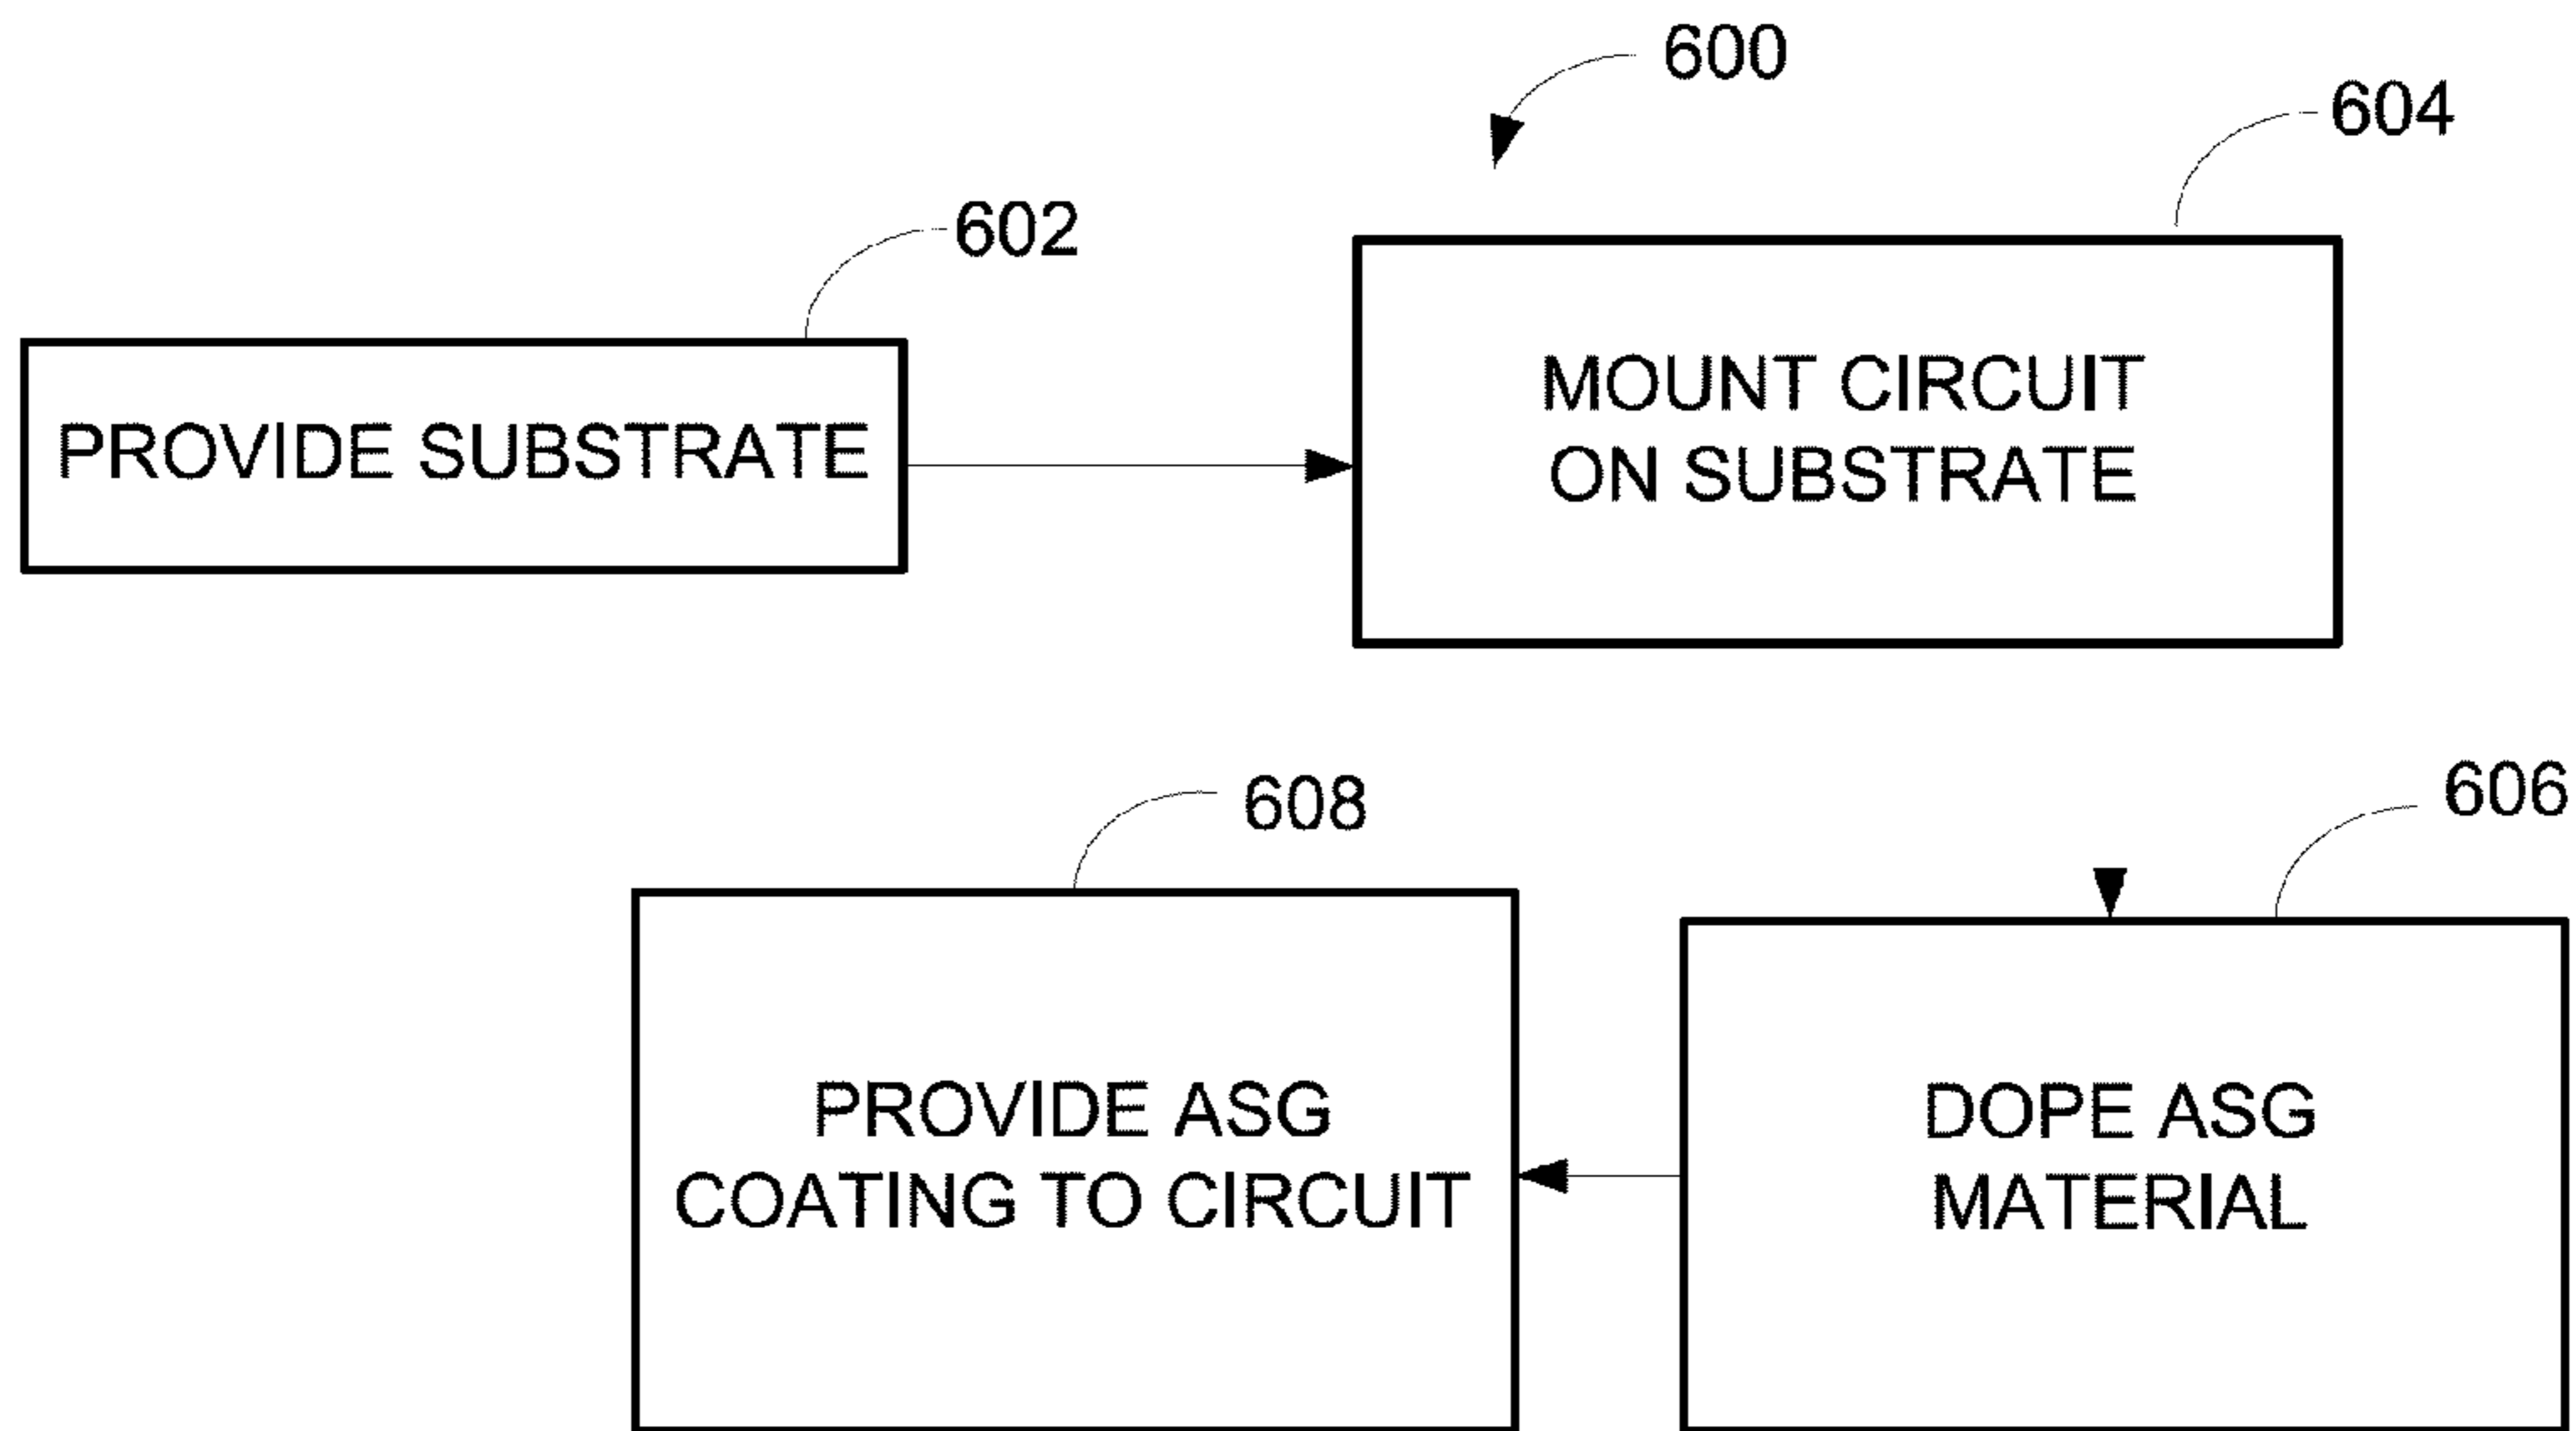 600
604
602
PROVIDE SUBSTRATE
MOUNT CIRCUIT
ON SUBSTRATE
608
606
PROVIDE ASG
COATING TO CIRCUIT
DOPE ASG
MATERIAL